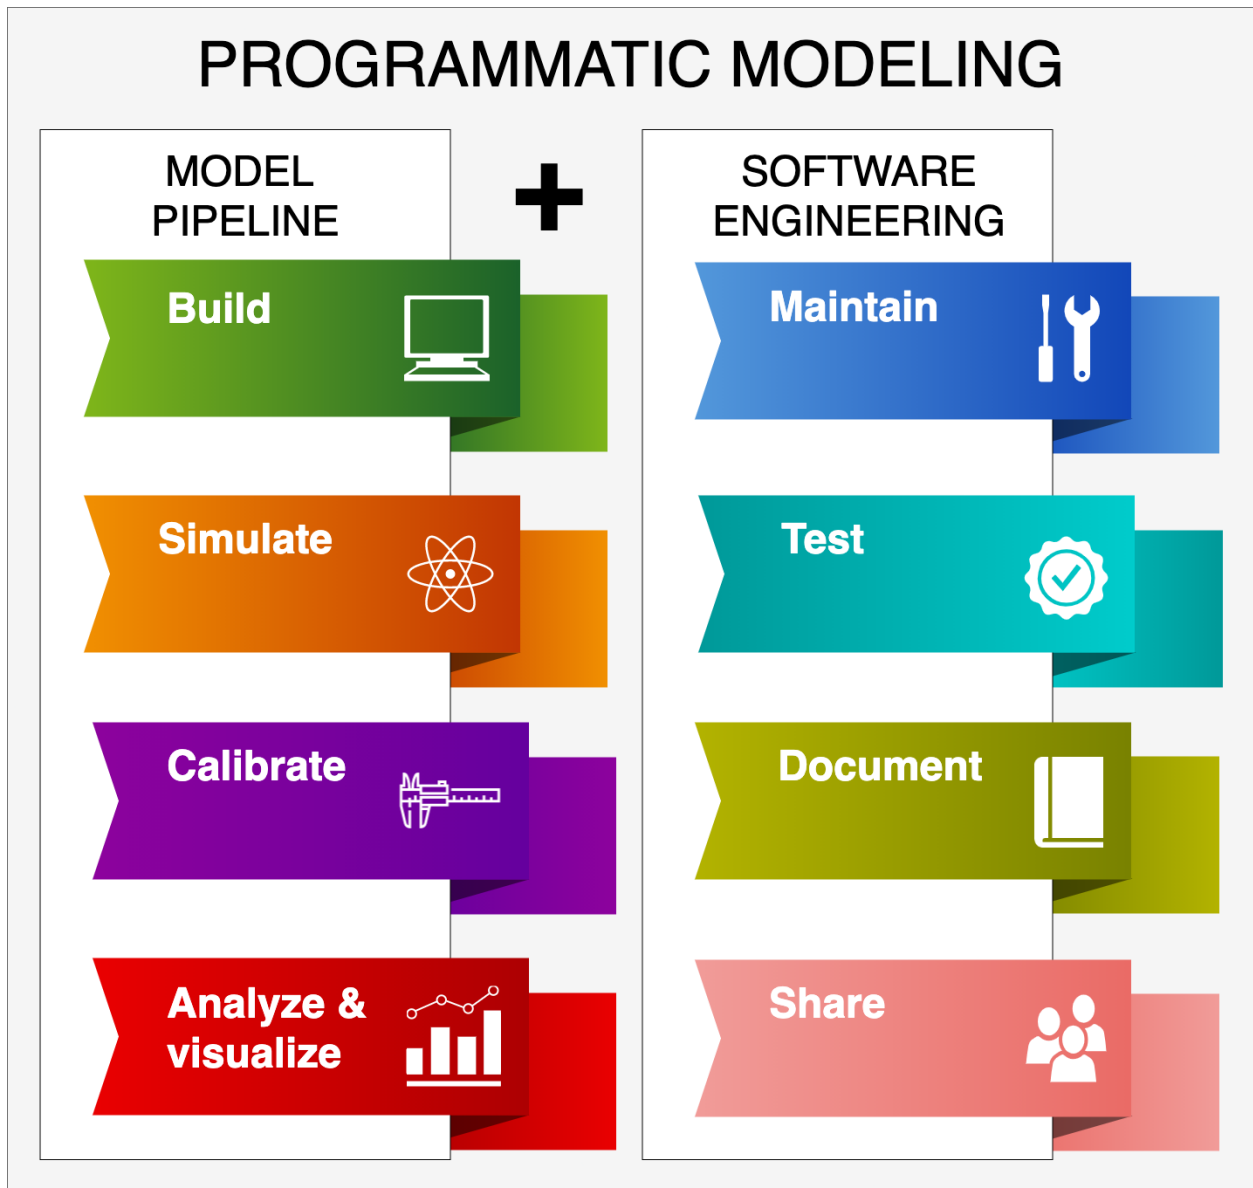 PROGRAMMATIC MODELING
MODEL
PIPELINE
Build
Simulate
Calibrate
Analyze &
visualize
+
SOFTWARE
ENGINEERING
Maintain
Test
Document
Share